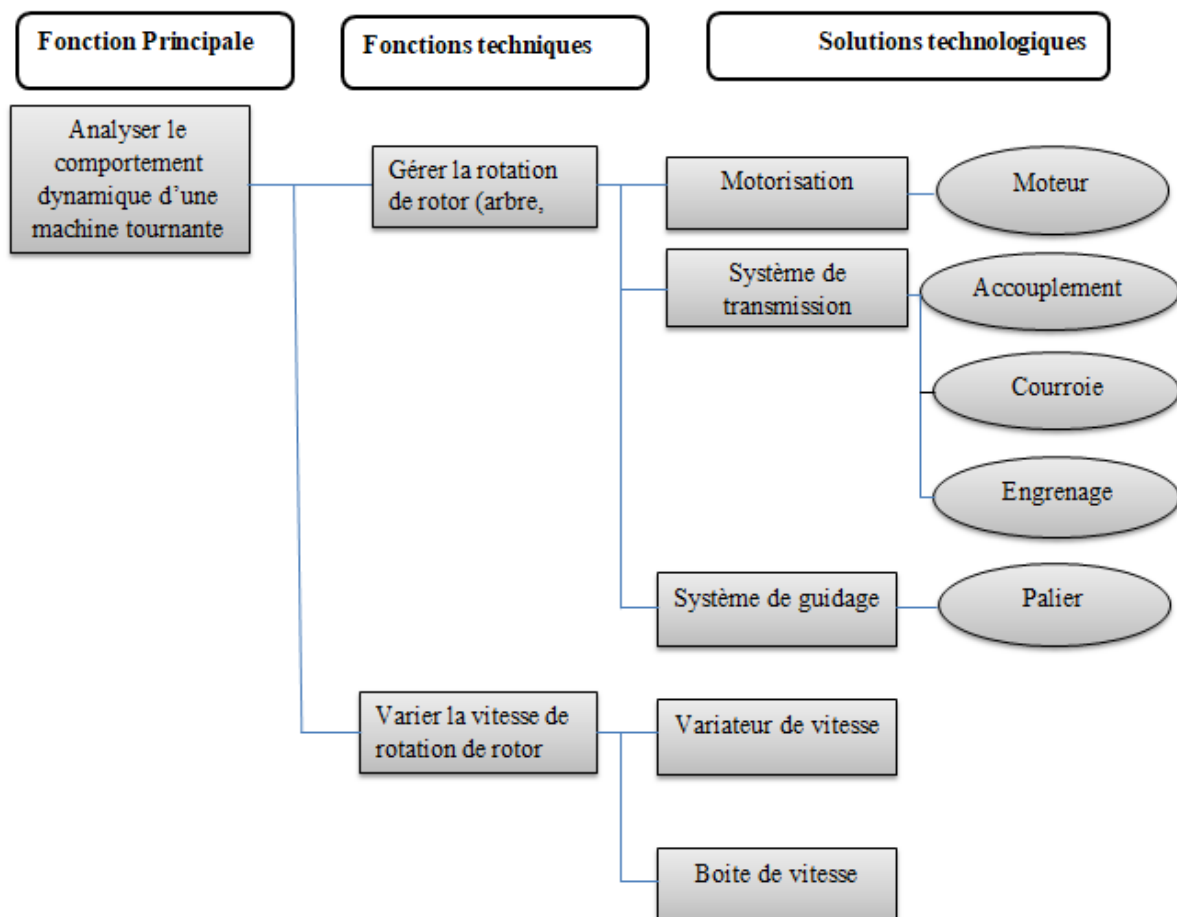 Fonction Principale
Fonctions techniques
Solutions technologiques
Analyser le
comportement
dynamique d'une
machine tournante
Gérer la rotation
de rotor (arbre,
Motorisation
Moteur
Système de
transmission
Accouplement
Courroie
Engrenage
Système de guidage
Palier
Varier la vitesse de
rotation de rotor
Variateur de vitesse
Boite de vitesse